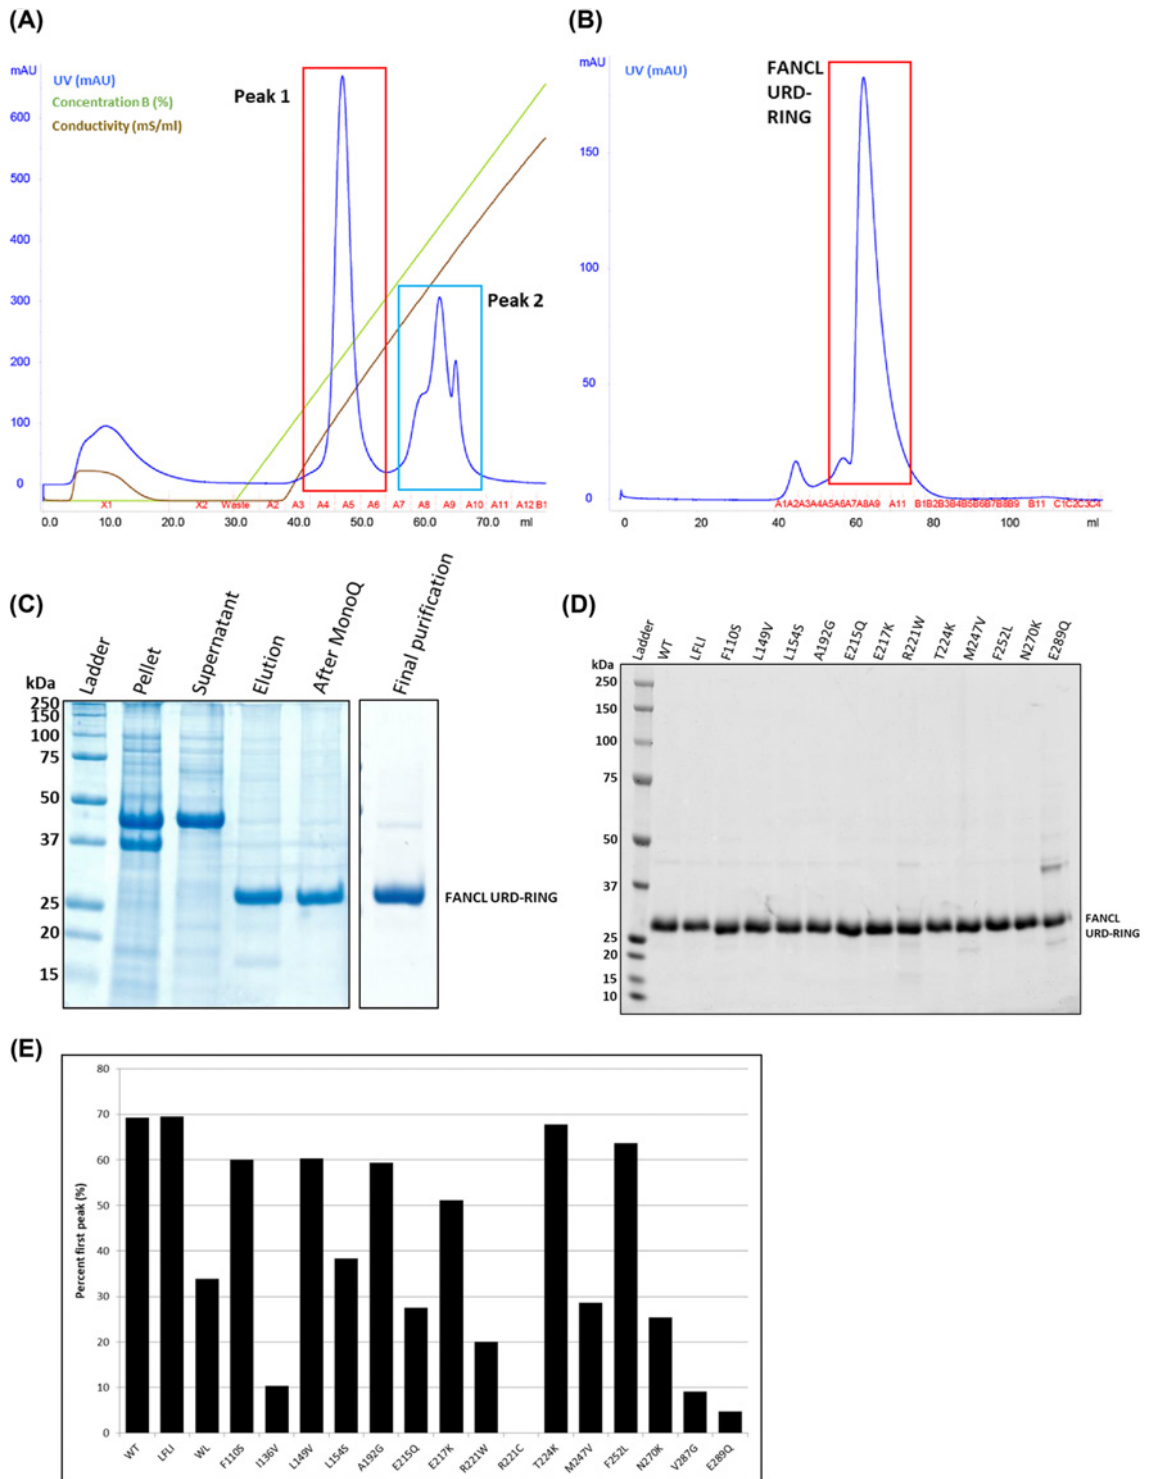 (A)
mAU
UV (mAU)
Concentration B (%)
Conductivity (mS/ml)
Peak 1
Peak 2
600
500
400
300
200
100
0
X1 X2 Waste A2 A3 A4 A5 A6 A7 A8 A9 A10 A11 A12 B1
0.0 10.0 20.0 30.0 40.0 50.0 60.0 70.0 ml
(B)
mAU
UV (mAU)
FANCL
URD-
RING
150
100
50
0
A1A2A3A4A5A6A7A8A9 A11 B1B2B3B4B5B6B7B8B9 B11 C1C2C3C4
0 20 40 60 80 100 ml
(C)
kDa
Ladder
Pellet
Supernatant
Elution
After MonoQ
Final purification
250
150
100
75
50
37
25
20
15
FANCL URD-RING
(D)
kDa
Ladder
WT
LFLI
F110S
L149V
L154S
A192G
E215Q
E217K
R221W
T224K
M247V
F252L
N270K
E289Q
250
150
100
75
50
37
25
20
15
10
FANCL
URD-RING
(E)
Percent first peak (%)
80
70
60
50
40
30
20
10
0
WT
LFLI
WL
F110S
I136V
L149V
L154S
A192G
E215Q
E217K
R221W
R221C
T224K
M247V
F252L
N270K
V287G
E289Q